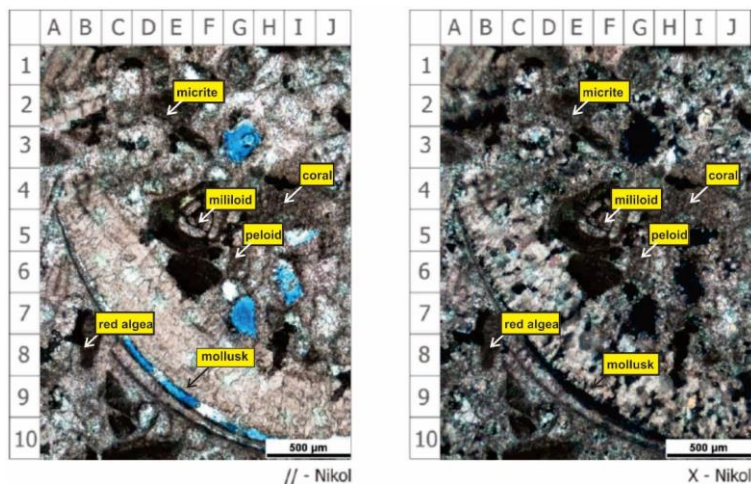 A B C D E F G H I J
1
2
3
4
5
6
7
8
9
10
micrite
coral
mililoid
peloid
red algea
mollusk
500 µm
// - Nikol
A B C D E F G H I J
1
2
3
4
5
6
7
8
9
10
micrite
coral
mililoid
peloid
red algea
mollusk
500 µm
X - Nikol